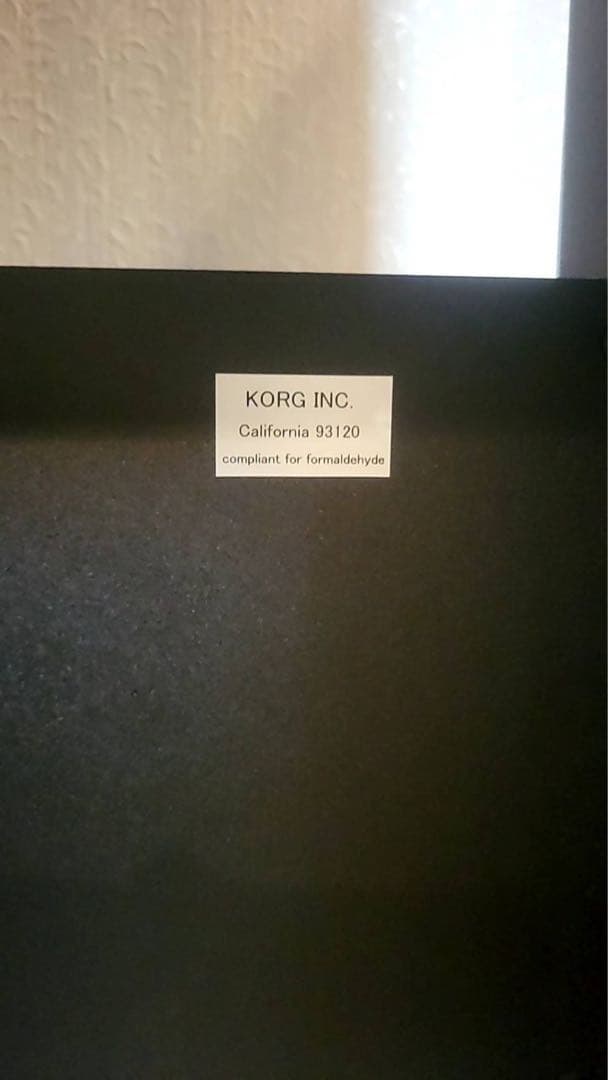 KORG INC.
California 93120
compliant for formaldehyde